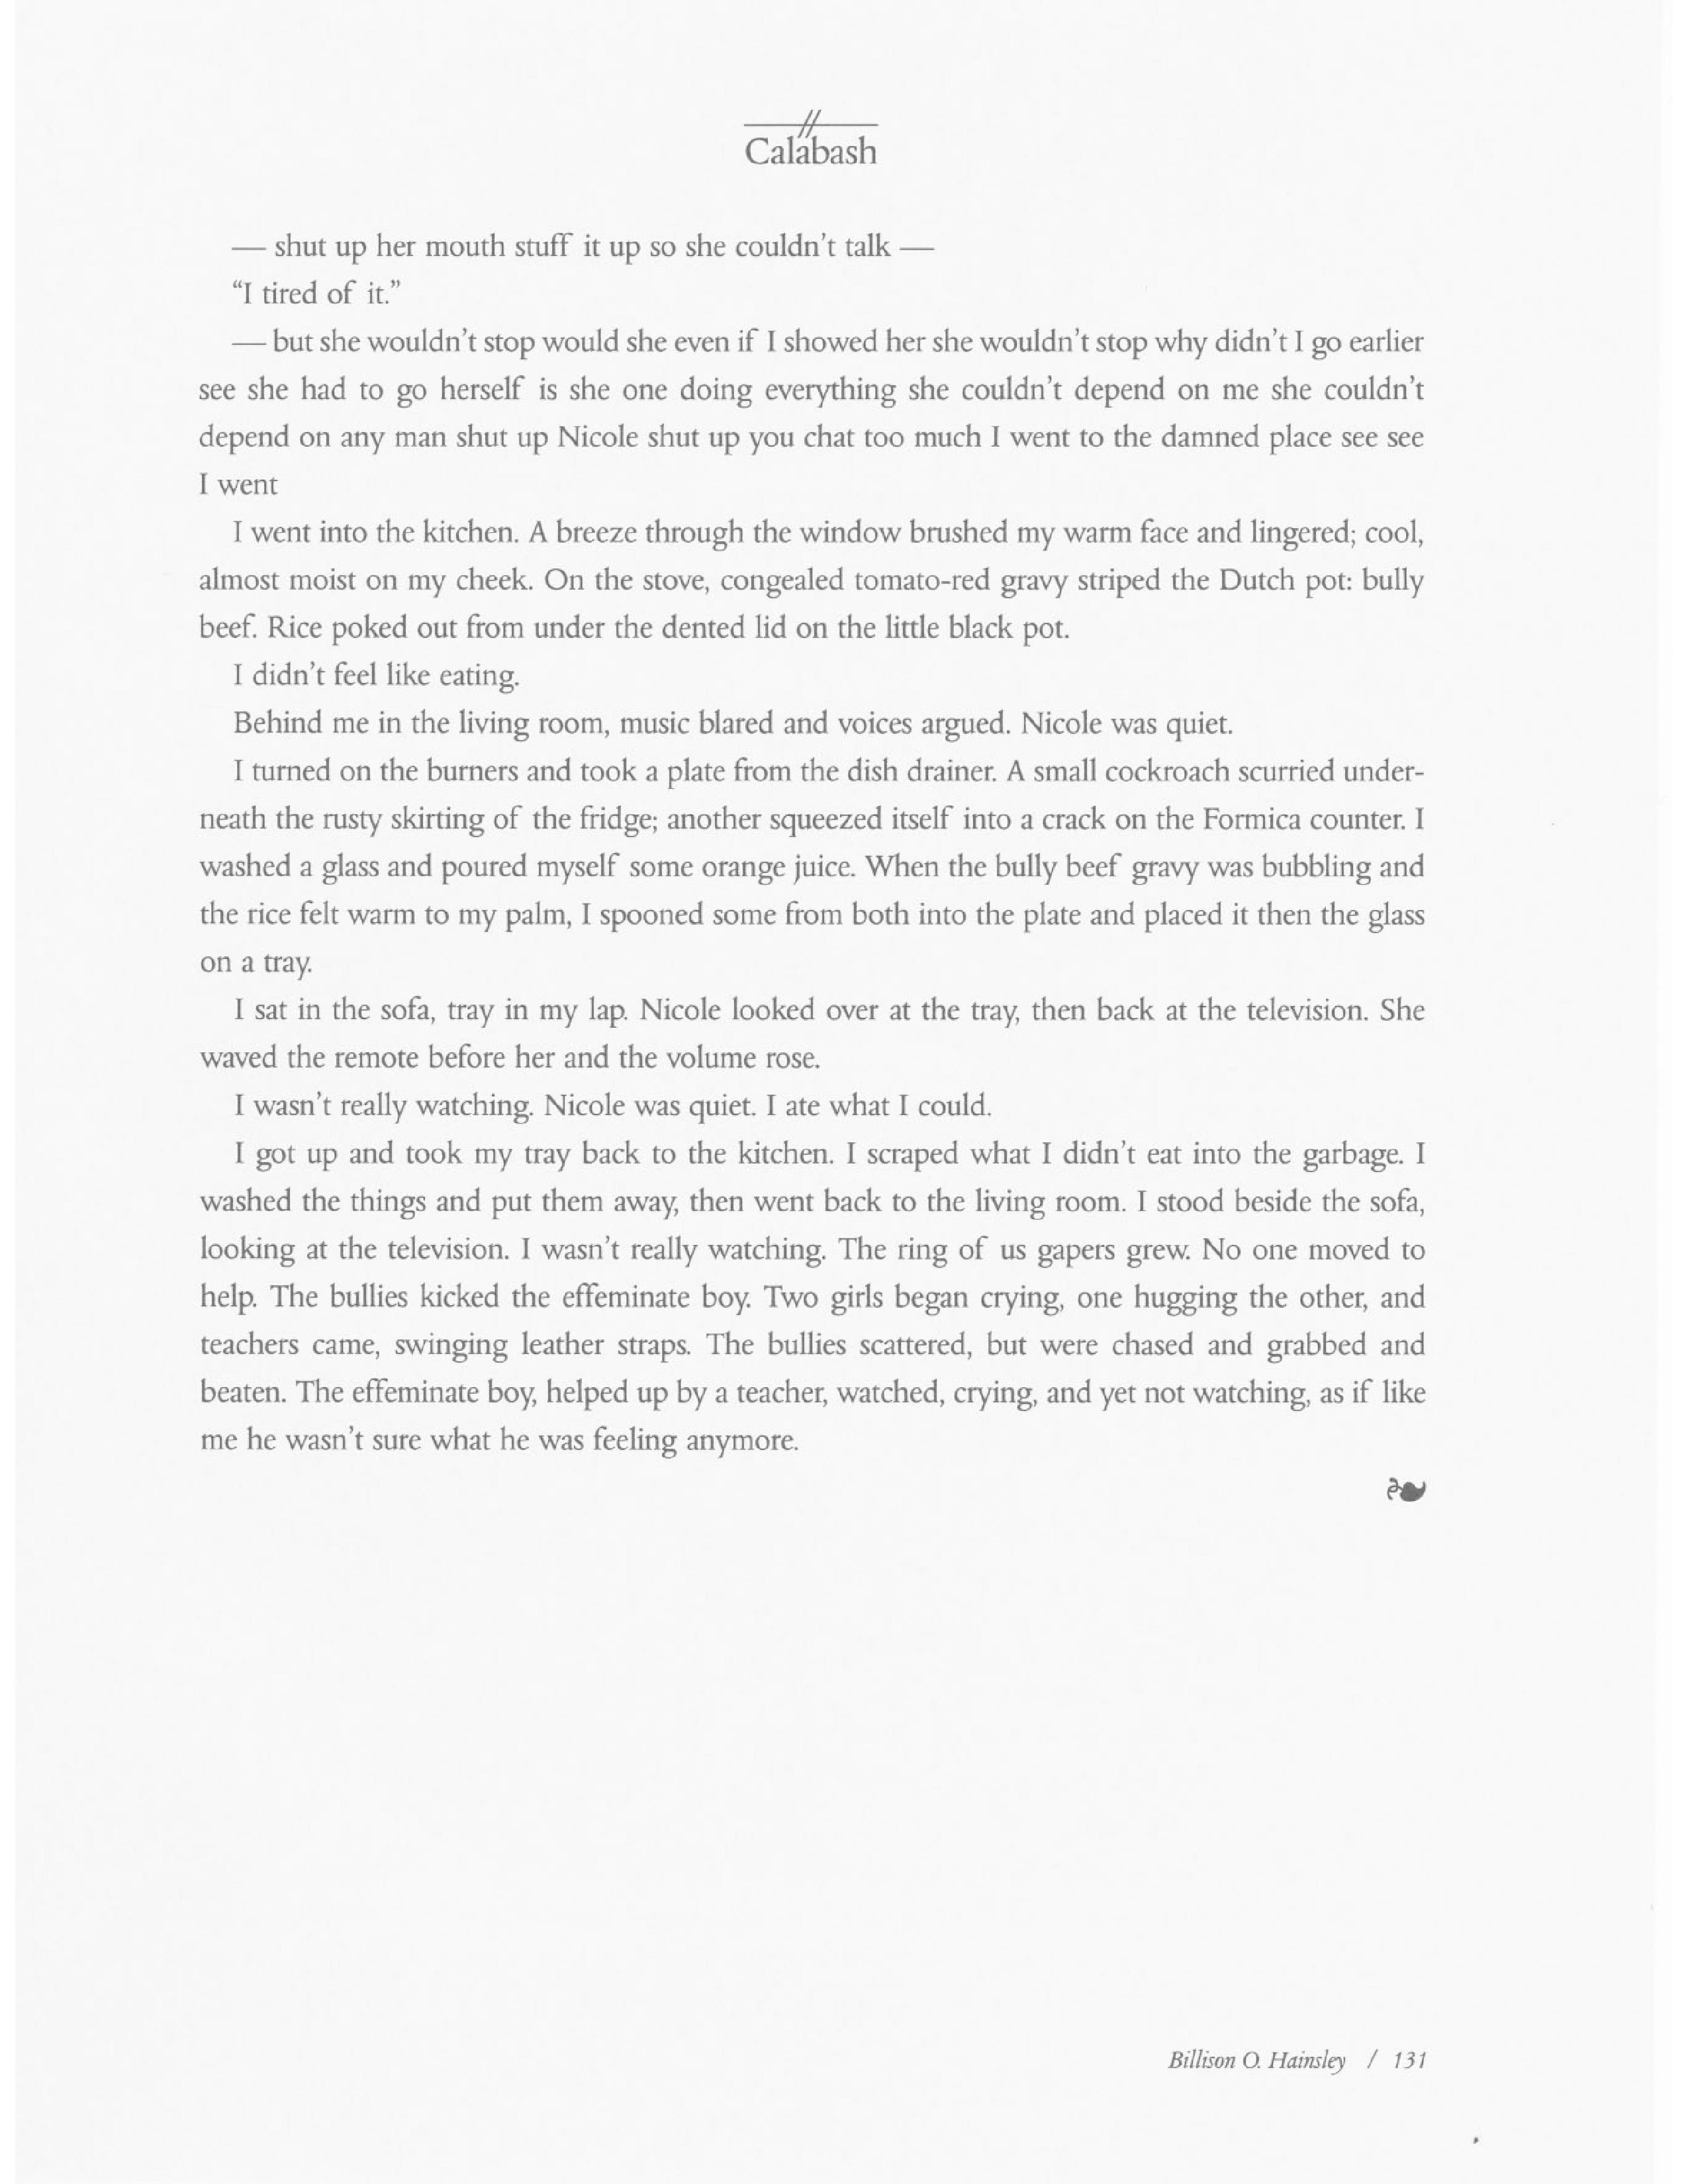 Calabash
— shut up her mouth stuff it up so she couldn't talk —
“I tired of it.”
— but she wouldn't stop would she even if I showed her she wouldn't stop why didn't I go earlier
see she had to go herself is she one doing everything she couldn't depend on me she couldn't
depend on any man shut up Nicole shut up you chat too much I went to the damned place see see
I went
I went into the kitchen. A breeze through the window brushed my warm face and lingered; cool,
almost moist on my cheek. On the stove, congealed tomato-red gravy striped the Dutch pot: bully
beef. Rice poked out from under the dented lid on the little black pot.
I didn't feel like eating.
Behind me in the living room, music blared and voices argued. Nicole was quiet.
I turned on the burners and took a plate from the dish drainer. A small cockroach scurried under-
neath the rusty skirting of the fridge; another squeezed itself into a crack on the Formica counter. I
washed a glass and poured myself some orange juice. When the bully beef gravy was bubbling and
the rice felt warm to my palm, I spooned some from both into the plate and placed it then the glass
on a tray.
I sat in the sofa, tray in my lap. Nicole looked over at the tray, then back at the television. She
waved the remote before her and the volume rose.
I wasn't really watching. Nicole was quiet. I ate what I could.
I got up and took my tray back to the kitchen. I scraped what I didn't eat into the garbage. I
washed the things and put them away, then went back to the living room. I stood beside the sofa,
looking at the television. I wasn't really watching. The ring of us gapers grew. No one moved to
help. The bullies kicked the effeminate boy. Two girls began crying, one hugging the other, and
teachers came, swinging leather straps. The bullies scattered, but were chased and grabbed and
beaten. The effeminate boy, helped up by a teacher, watched, crying, and yet not watching, as if like
me he wasn't sure what he was feeling anymore.
Billison O. Hainsley / 131